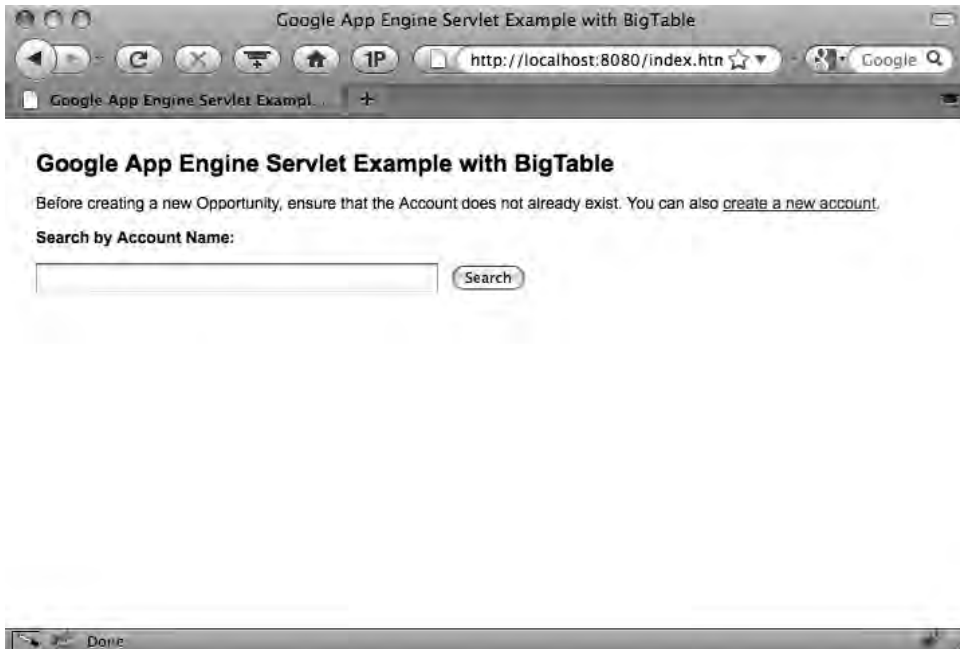 Google App Engine Servlet Example with BigTable
1P
http://localhost:8080/index.htn
Google
Google App Engine Servlet Exampl...
+
Google App Engine Servlet Example with BigTable
Before creating a new Opportunity, ensure that the Account does not already exist. You can also create a new account.
Search by Account Name:
Search
Done